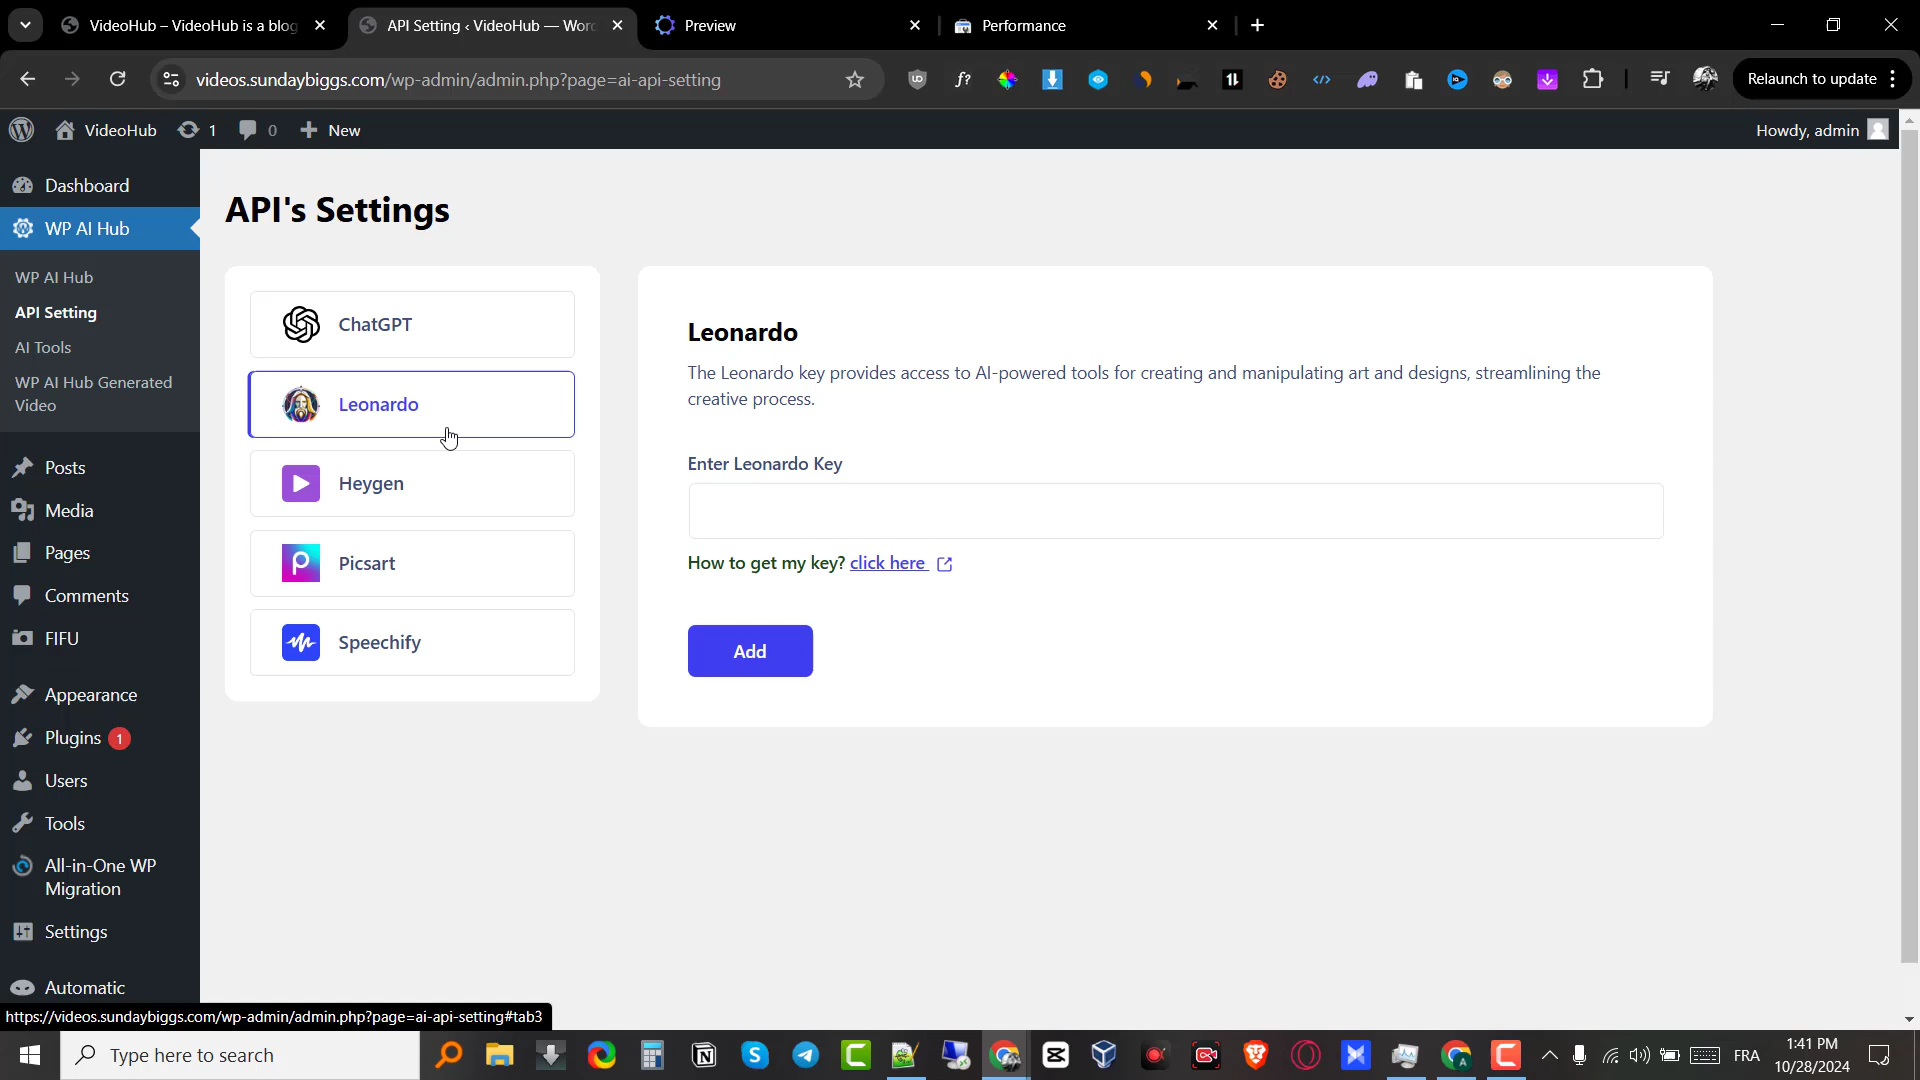 VideoHub – VideoHub is a blog
API Setting ‹ VideoHub — Wor
Preview
Performance
videos.sundaybiggs.com/wp-admin/admin.php?page=ai-api-setting
Relaunch to update
VideoHub
1
0
New
Howdy, admin
Dashboard
WP AI Hub
WP AI Hub
API Setting
AI Tools
WP AI Hub Generated
Video
Posts
Media
Pages
Comments
FIFU
Appearance
Plugins 1
Users
Tools
All-in-One WP
Migration
Settings
Automatic
API's Settings
ChatGPT
Leonardo
Heygen
Picsart
Speechify
Leonardo
The Leonardo key provides access to AI-powered tools for creating and manipulating art and designs, streamlining the
creative process.
Enter Leonardo Key
How to get my key? click here
Add
https://videos.sundaybiggs.com/wp-admin/admin.php?page=ai-api-setting#tab3
Type here to search
FRA
1:41 PM
10/28/2024